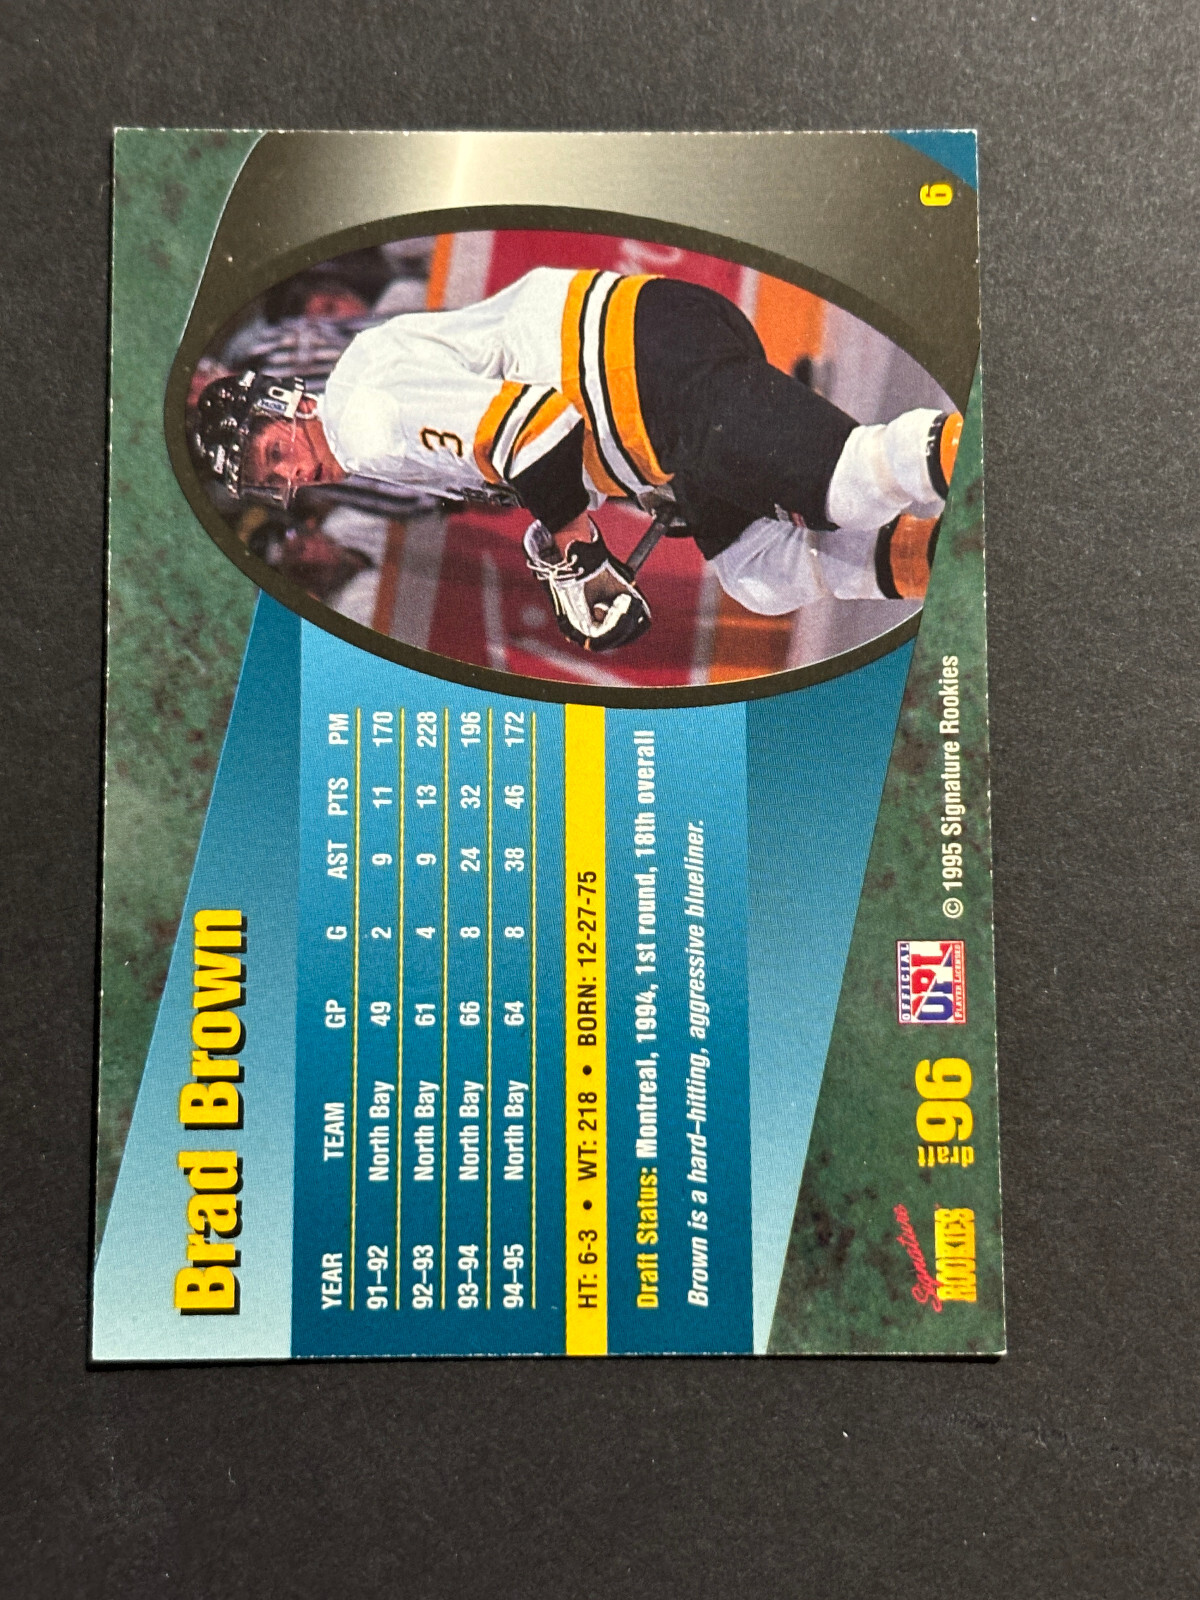 Brad Brown
6
YEAR TEAM GP G AST PTS PM
91–92 North Bay 49 2 9 11 170
92–93 North Bay 61 4 9 13 228
93–94 North Bay 66 8 24 32 196
94–95 North Bay 64 8 38 46 172
HT: 6-3 • WT: 218 • BORN: 12-27-75
Draft Status: Montreal, 1994, 1st round, 18th overall
Brown is a hard–hitting, aggressive blueliner.
3
Signature
ROOKIES
draft 96
OFFICIAL
UPL
PLAYER LICENSEE
© 1995 Signature Rookies